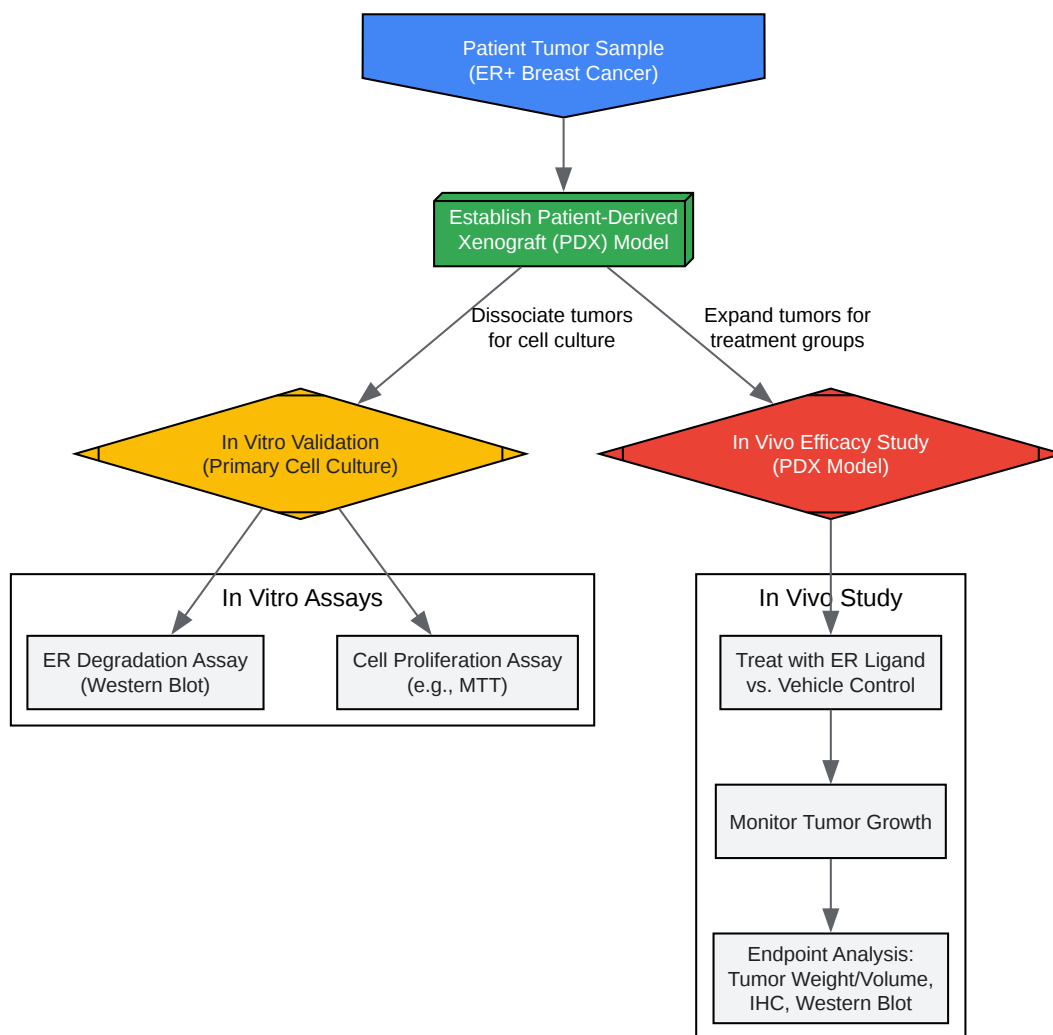 Patient Tumor Sample
(ER+ Breast Cancer)
Establish Patient-Derived
Xenograft (PDX) Model
Dissociate tumors
for cell culture
Expand tumors for
treatment groups
In Vitro Validation
(Primary Cell Culture)
In Vivo Efficacy Study
(PDX Model)
In Vitro Assays
ER Degradation Assay
(Western Blot)
Cell Proliferation Assay
(e.g., MTT)
In Vivo Study
Treat with ER Ligand
vs. Vehicle Control
Monitor Tumor Growth
Endpoint Analysis:
Tumor Weight/Volume,
IHC, Western Blot